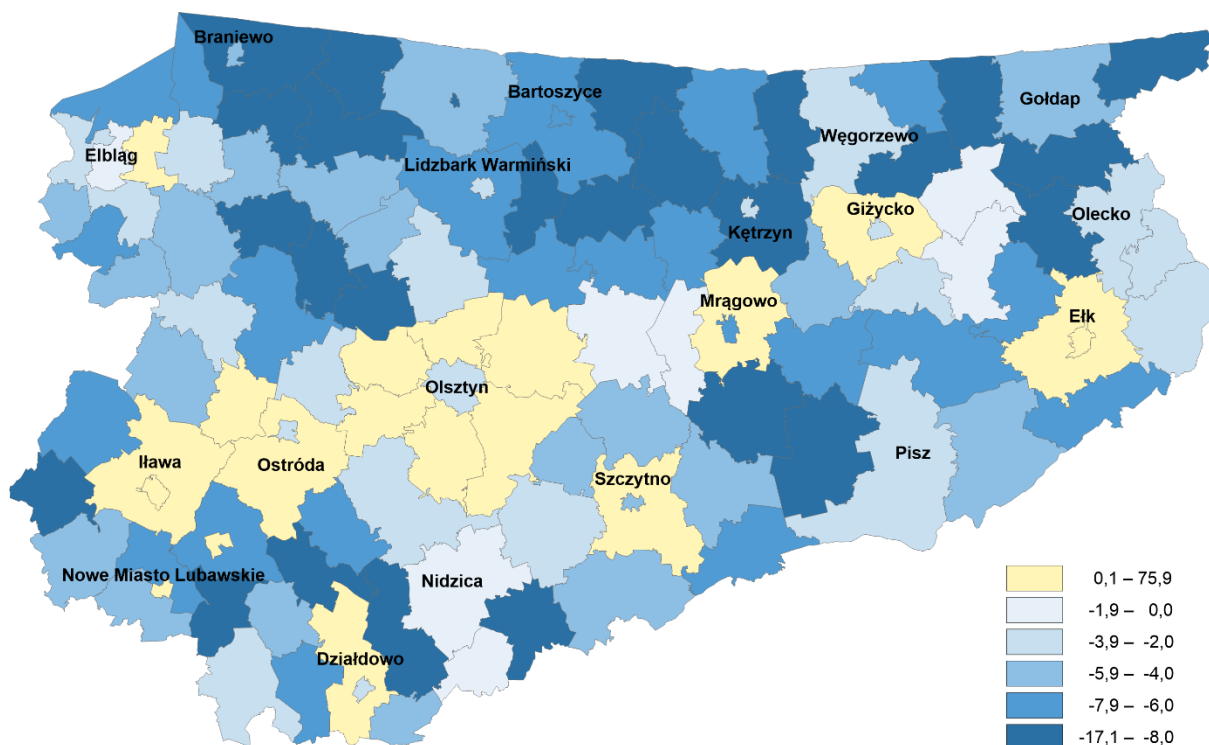 Braniewo
Bartoszyce
Gołdap
Węgorzewo
Elbląg
Lidzbark Warmiński
Giżycko
Olecko
Kętrzyn
Mrągowo
Ełk
Olsztyn
Iława
Ostróda
Pisz
Szczytno
Nowe Miasto Lubawskie
Nidzica
Działdowo
0,1 – 75,9
-1,9 – 0,0
-3,9 – -2,0
-5,9 – -4,0
-7,9 – -6,0
-17,1 – -8,0